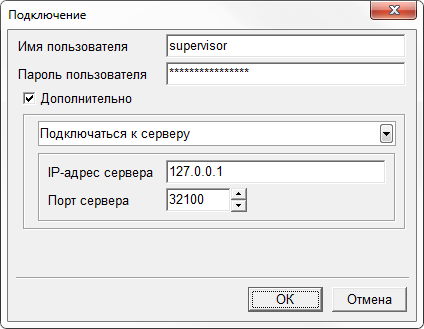 Подключение
Имя пользователя supervisor
Пароль пользователя ****************
Дополнительно
Подключаться к серверу
IP-адрес сервера 127.0.0.1
Порт сервера 32100
OK Отмена